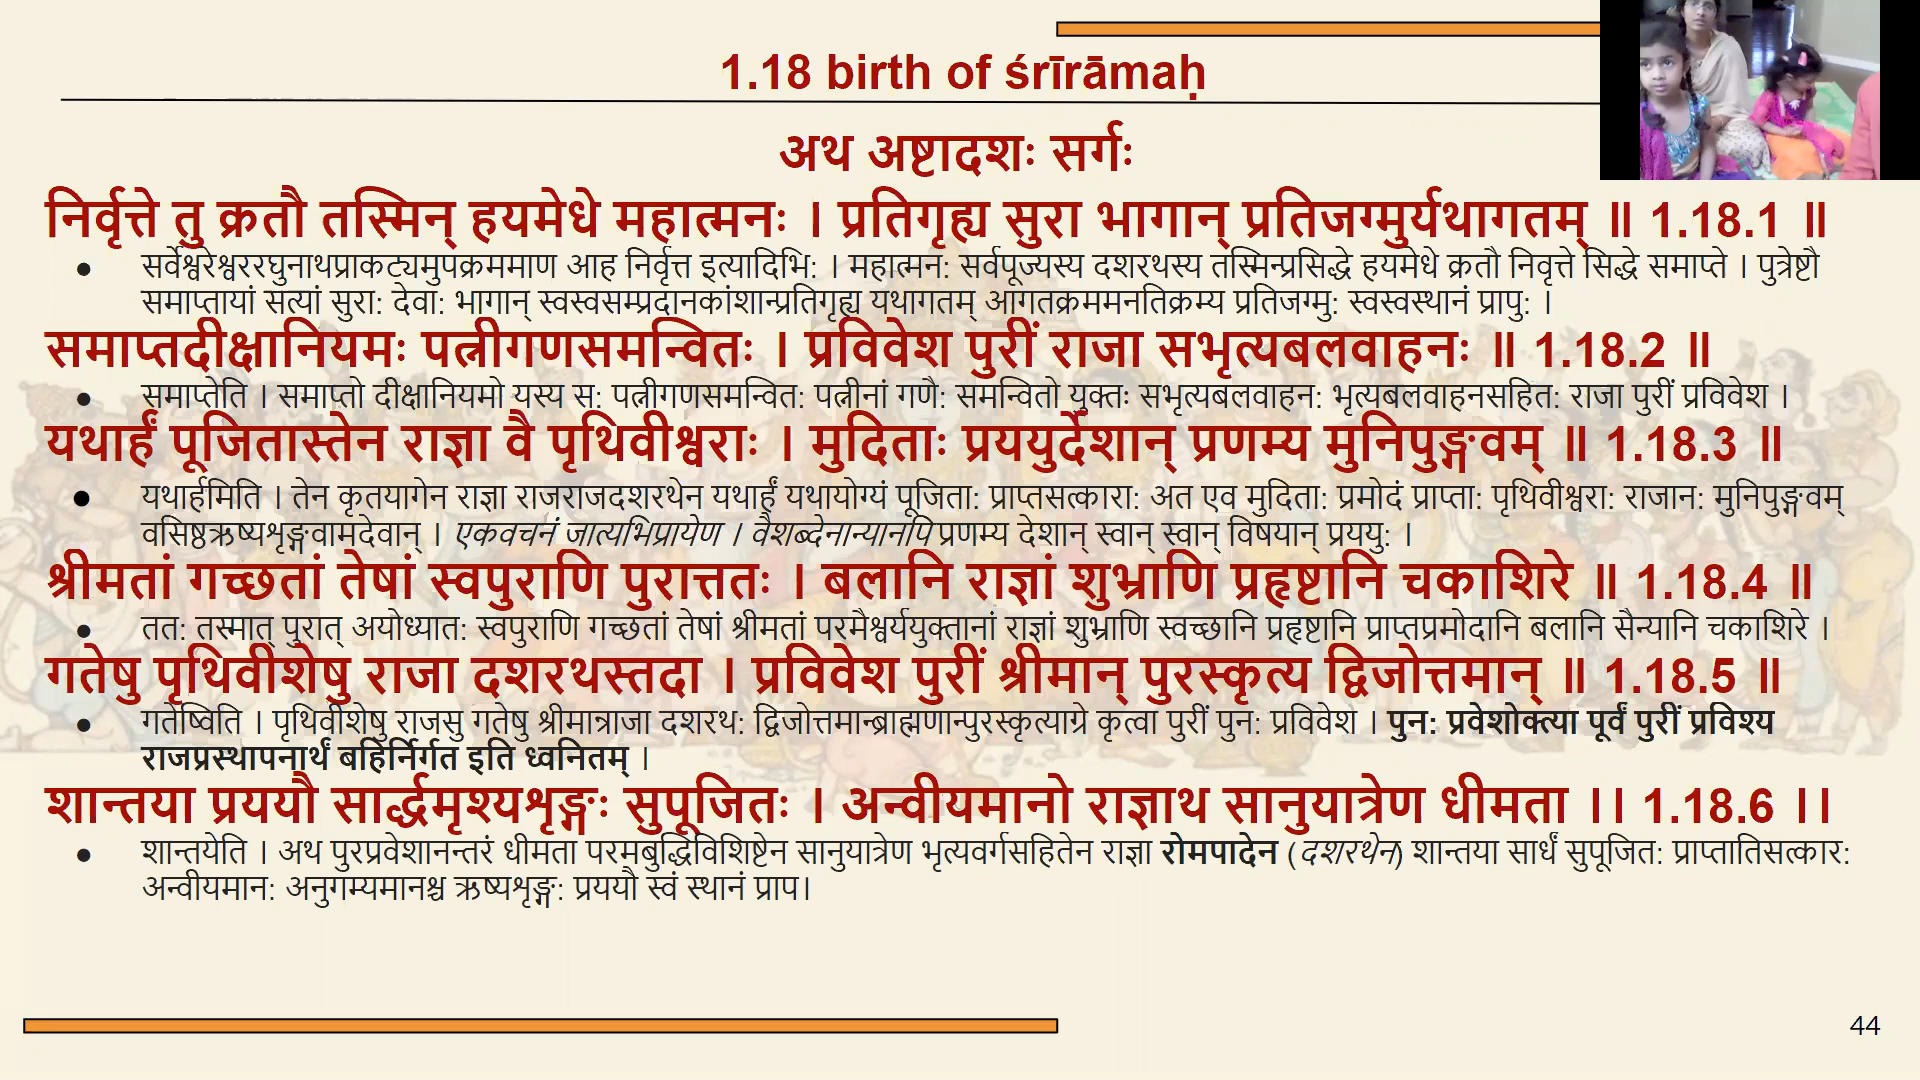 1.18 birth of śrīrāmaḥ
अथ अष्टादशः सर्गः
निर्वृत्ते तु क्रतौ तस्मिन् हयमेधे महात्मनः । प्रतिगृह्य सुरा भागान् प्रतिजग्मुर्यथागतम् ॥ 1.18.1 ॥
● सर्वेश्वरेश्वररघुनाथप्राकट्यमुपक्रममाण आह निर्वृत्त इत्यादिभि: । महात्मन: सर्वपूज्यस्य दशरथस्य तस्मिन्प्रसिद्धे हयमेधे क्रतौ निवृत्ते सिद्धे समाप्ते । पुत्रेष्टौ
समाप्तायां सत्यां सुरा: देवा: भागान् स्वस्वसम्प्रदानकांशान्प्रतिगृह्य यथागतम् आगतक्रममनतिक्रम्य प्रतिजग्मु: स्वस्वस्थानं प्रापु: ।
समाप्तदीक्षानियमः पत्नीगणसमन्वितः । प्रविवेश पुरीं राजा सभृत्यबलवाहनः ॥ 1.18.2 ॥
● समाप्तेति । समाप्तो दीक्षानियमो यस्य स: पत्नीगणसमन्वित: पत्नीनां गणै: समन्वितो युक्तः सभृत्यबलवाहन: भृत्यबलवाहनसहित: राजा पुरीं प्रविवेश ।
यथार्हं पूजितास्तेन राज्ञा वै पृथिवीश्वराः । मुदिताः प्रययुर्देशान् प्रणम्य मुनिपुङ्गवम् ॥ 1.18.3 ॥
● यथार्हमिति । तेन कृतयागेन राज्ञा राजराजदशरथेन यथार्हं यथायोग्यं पूजिता: प्राप्तसत्कारा: अत एव मुदिता: प्रमोदं प्राप्ता: पृथिवीश्वरा: राजान: मुनिपुङ्गवम्
वसिष्ठऋष्यशृङ्गवामदेवान् । एकवचनं जात्यभिप्रायेण । वैशब्देनान्यानपि प्रणम्य देशान् स्वान् स्वान् विषयान् प्रययु: ।
श्रीमतां गच्छतां तेषां स्वपुराणि पुरात्ततः । बलानि राज्ञां शुभ्राणि प्रहृष्टानि चकाशिरे ॥ 1.18.4 ॥
● तत: तस्मात् पुरात् अयोध्यात: स्वपुराणि गच्छतां तेषां श्रीमतां परमैश्वर्ययुक्तानां राज्ञां शुभ्राणि स्वच्छानि प्रहृष्टानि प्राप्तप्रमोदानि बलानि सैन्यानि चकाशिरे ।
गतेषु पृथिवीशेषु राजा दशरथस्तदा । प्रविवेश पुरीं श्रीमान् पुरस्कृत्य द्विजोत्तमान् ॥ 1.18.5 ॥
● गतेष्विति । पृथिवीशेषु राजसु गतेषु श्रीमान्राजा दशरथ: द्विजोत्तमान्ब्राह्मणान्पुरस्कृत्याग्रे कृत्वा पुरीं पुन: प्रविवेश । पुन: प्रवेशोक्त्या पूर्वं पुरीं प्रविश्य
राजप्रस्थापनार्थं बहिर्निर्गत इति ध्वनितम् ।
शान्तया प्रययौ सार्द्धमृश्यशृङ्गः सुपूजितः । अन्वीयमानो राज्ञाथ सानुयात्रेण धीमता ।। 1.18.6 ।।
● शान्तयेति । अथ पुरप्रवेशानन्तरं धीमता परमबुद्धिविशिष्टेन सानुयात्रेण भृत्यवर्गसहितेन राज्ञा रोमपादेन (दशरथेन) शान्तया सार्धं सुपूजित: प्राप्तातिसत्कार:
अन्वीयमान: अनुगम्यमानश्च ऋष्यशृङ्ग: प्रययौ स्वं स्थानं प्राप।
44